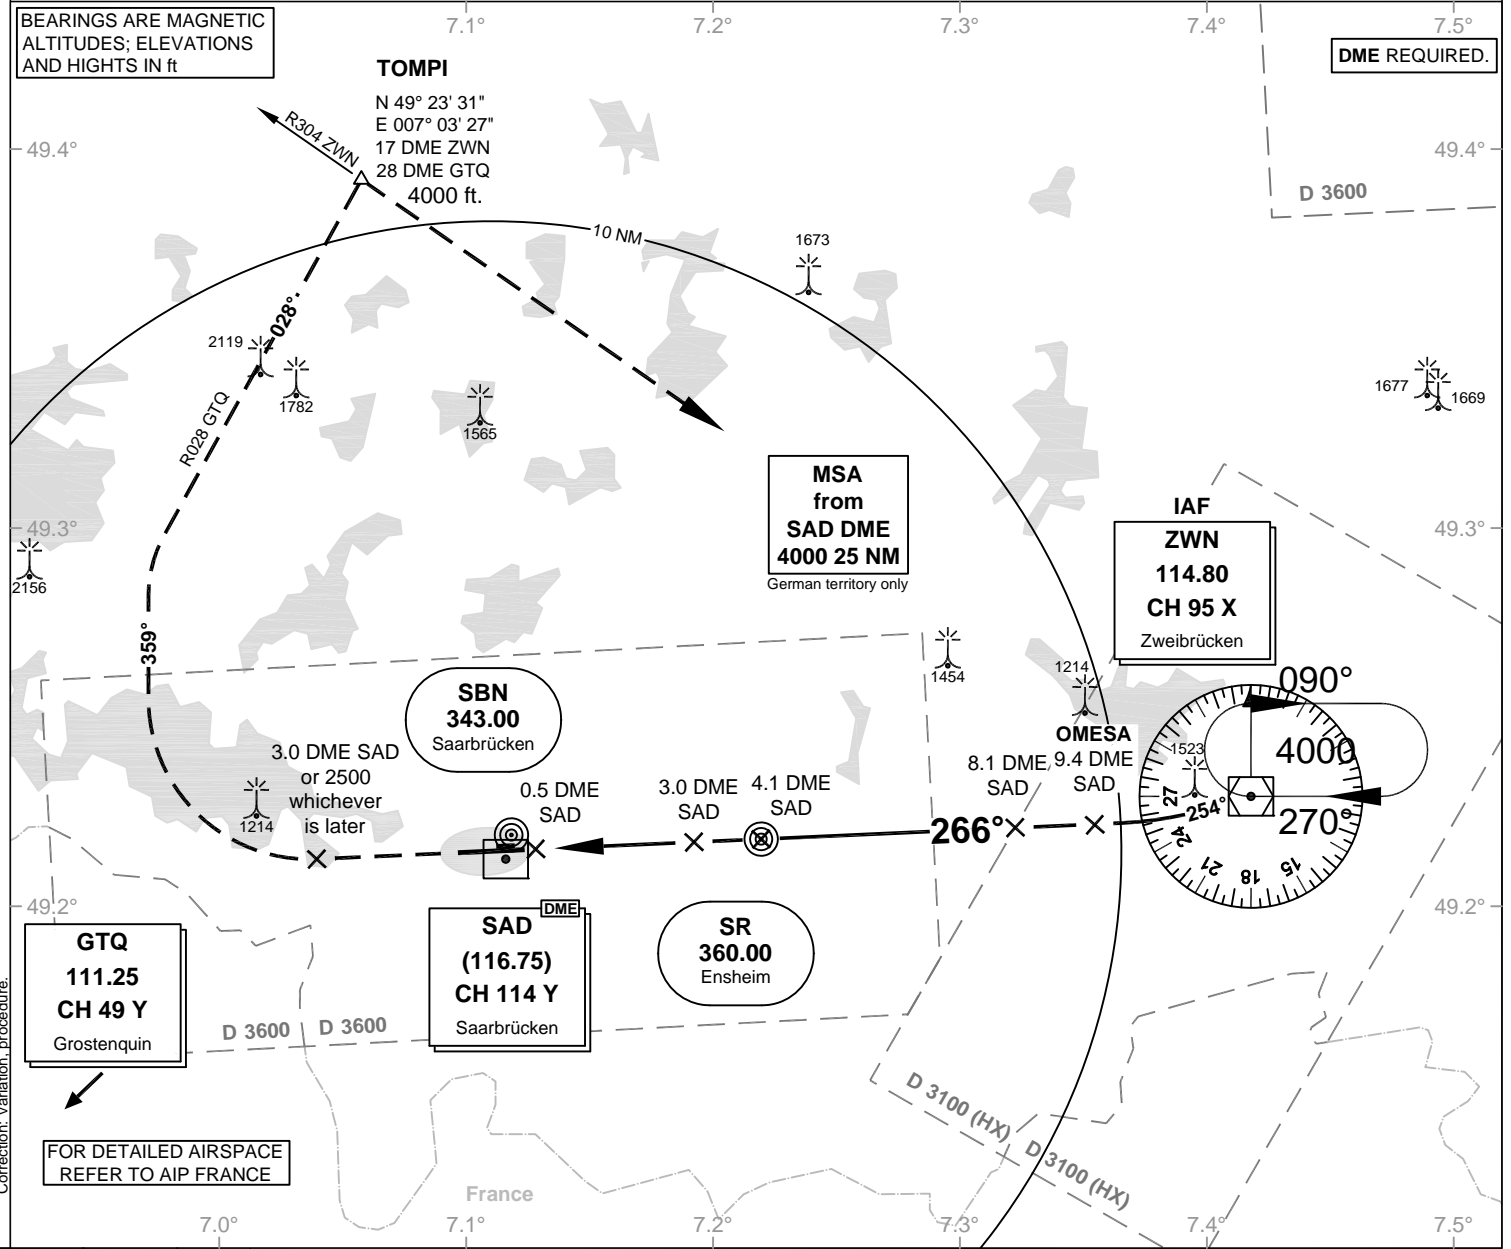 BEARINGS ARE MAGNETIC
ALTITUDES; ELEVATIONS
AND HIGHTS IN ft
7.1°
7.2°
7.3°
7.4°
7.5°
DME REQUIRED.
TOMPI
N 49° 23' 31"
E 007° 03' 27"
17 DME ZWN
28 DME GTQ
4000 ft.
R304 ZWN
49.4°
49.4°
D 3600
10 NM
1673
028°
2119
1782
1565
1677
1669
R028 GTQ
MSA
from
SAD DME
4000 25 NM
German territory only
IAF
ZWN
114.80
CH 95 X
Zweibrücken
49.3°
49.3°
2156
359°
1454
1214
090°
SBN
343.00
Saarbrücken
OMESA
9.4 DME
SAD
8.1 DME
SAD
1523
4000
3.0 DME SAD
or 2500
whichever
is later
1214
0.5 DME
SAD
3.0 DME
SAD
4.1 DME
SAD
266°
254°
270°
27
24
21
18
15
49.2°
49.2°
GTQ
111.25
CH 49 Y
Grostenquin
DME
SAD
(116.75)
CH 114 Y
Saarbrücken
SR
360.00
Ensheim
D 3600
D 3600
D 3100 (HX)
D 3100 (HX)
Correction: Variation, procedure.
FOR DETAILED AIRSPACE
REFER TO AIP FRANCE
France
7.0°
7.1°
7.2°
7.3°
7.4°
7.5°